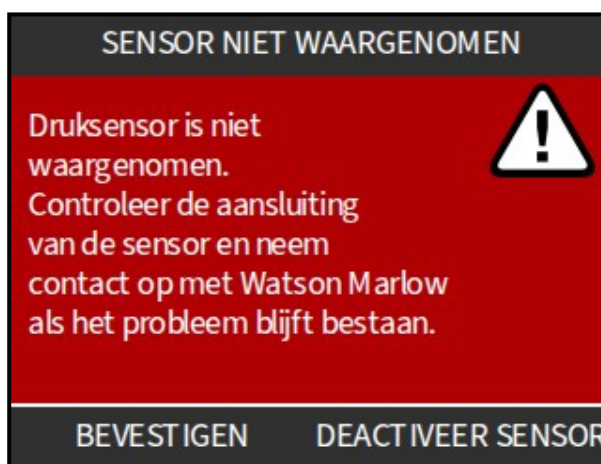 SENSOR NIET WAARGENOMEN
Druksensor is niet
waargenomen.
Controleer de aansluiting
van de sensor en neem
contact op met Watson Marlow
als het probleem blijft bestaan.
BEVESTIGEN DEACTIVEER SENSOR